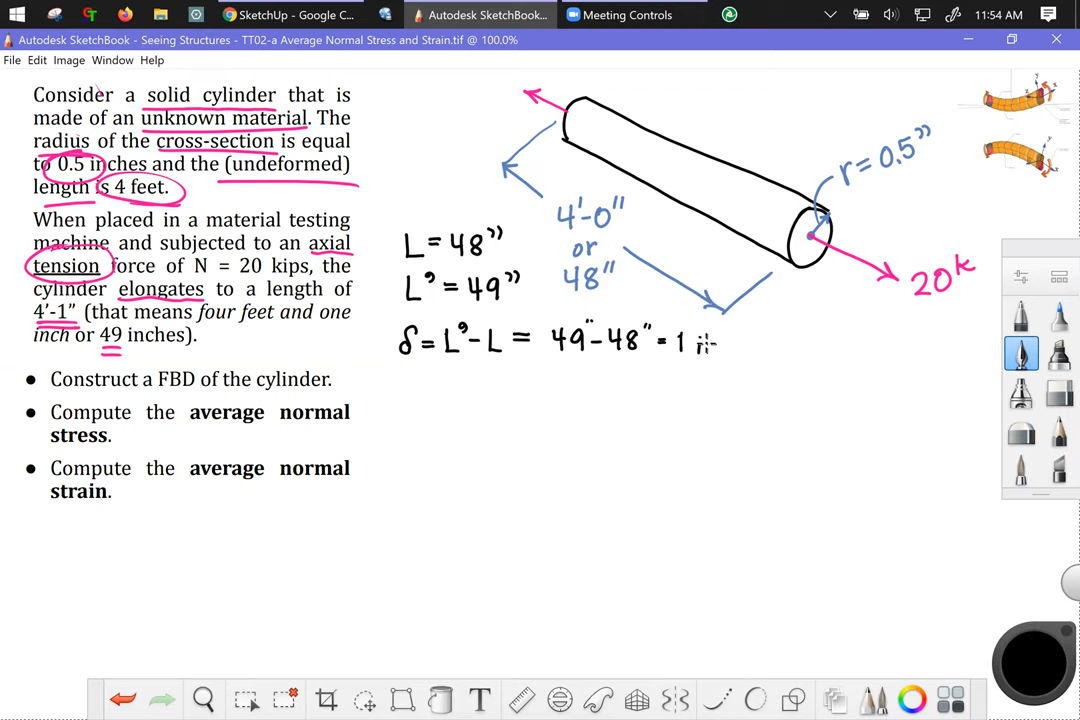 SketchUp - Google C...
Autodesk SketchBook...
Meeting Controls
11:54 AM
Autodesk SketchBook - Seeing Structures - TT02-a Average Normal Stress and Strain.tif @ 100.0%
File Edit Image Window Help
Consider a solid cylinder that is
made of an unknown material. The
radius of the cross-section is equal
to 0.5 inches and the (undeformed)
length is 4 feet.
When placed in a material testing
machine and subjected to an axial
tension force of N = 20 kips, the
cylinder elongates to a length of
4'-1" (that means four feet and one
inch or 49 inches).
● Construct a FBD of the cylinder.
● Compute the average normal
stress.
● Compute the average normal
strain.
r = 0.5"
4'-0"
or
48"
20k
L = 48"
L' = 49"
δ = L' - L = 49" - 48" = 1